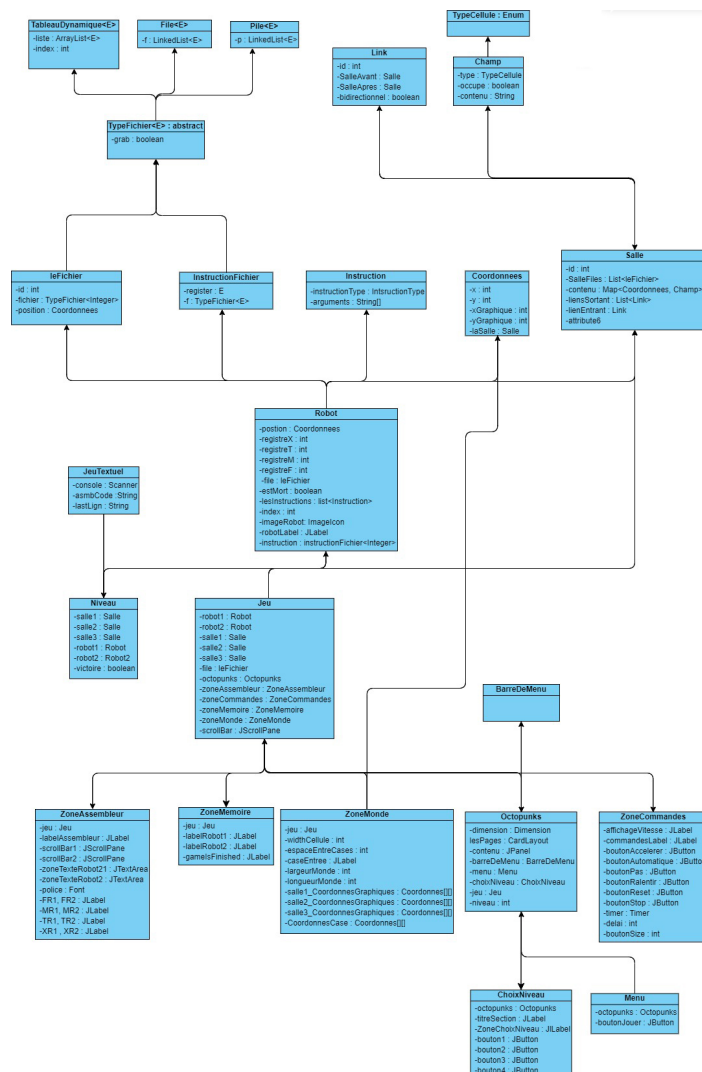 TableauDynamique<E>
-liste : ArrayList<E>
-index : int
File<E>
-f : LinkedList<E>
Pile<E>
-p : LinkedList<E>
TypeCellule : Enum
Link
-id : int
-SalleAvant : Salle
-SalleApres : Salle
-bidirectionnel : boolean
Champ
-type : TypeCellule
-occupe : boolean
-contenu : String
TypeFichier<E> : abstract
-grab : boolean
leFichier
-id : int
-fichier : TypeFichier<Integer>
-position : Coordonnees
InstructionFichier
-register : E
-f : TypeFichier<E>
Instruction
-instructionType : IntsructionType
-arguments : String[]
Coordonnees
-x : int
-y : int
-xGraphique : int
-yGraphique : int
-laSalle : Salle
Salle
-id : int
-SalleFiles : List<leFichier>
-contenu : Map<Coordonnees, Champ>
-liensSortant : List<Link>
-lienEntrant : Link
-attribute6
Robot
-postion : Coordonnees
-registreX : int
-registreT : int
-registreM : int
-registreF : int
-file : leFichier
-estMort : boolean
-lesInstructions : list<Instruction>
-index : int
-imageRobot: ImageIcon
-robotLabel : JLabel
-instruction : instructionFichier<Integer>
JeuTextuel
-console : Scanner
-asmbCode :String
-lastLign : String
Niveau
-salle1 : Salle
-salle2 : Salle
-salle3 : Salle
-robot1 : Robot
-robot2 : Robot2
-victoire : boolean
Jeu
-robot1 : Robot
-robot2 : Robot
-salle1 : Salle
-salle2 : Salle
-salle3 : Salle
-file : leFichier
-octopunks : Octopunks
-zoneAssembleur : ZoneAssembleur
-zoneCommandes : ZoneCommandes
-zoneMemoire : ZoneMemoire
-zoneMonde : ZoneMonde
-scrollBar : JScrollPane
BarreDeMenu
ZoneAssembleur
-jeu : Jeu
-labelAssembleur : JLabel
-scrollBar1 : JScrollPane
-scrollBar2 : JScrollPane
-zoneTexteRobot21 : JTextArea
-zoneTexteRobot2 : JTextArea
-police : Font
-FR1, FR2 : JLabel
-MR1, MR2 : JLabel
-TR1, TR2 : JLabel
-XR1 , XR2 : JLabel
ZoneMemoire
-jeu : Jeu
-labelRobot1 : JLabel
-labelRobot2 : JLabel
-gameIsFinished : JLabel
ZoneMonde
-jeu : Jeu
-widthCellule : int
-espaceEntreCases : int
-caseEntree : JLabel
-largeurMonde : int
-longueurMonde : int
-salle1_CoordonnesGraphiques : Coordonnes[][]
-salle2_CoordonnesGraphiques : Coordonnes[][]
-salle3_CoordonnesGraphiques : Coordonnes[][]
-CoordonnesCase : Coordonnes[][]
Octopunks
-dimension : Dimension
lesPages : CardLayout
-contenu : JPanel
-barreDeMenu : BarreDeMenu
-menu : Menu
-choixNiveau : ChoixNiveau
-jeu : Jeu
-niveau : int
ZoneCommandes
-affichageVitesse : JLabel
-commandesLabel : JLabel
-boutonAccelerer : JButton
-boutonAutomatique : JButto
-boutonPas : JButton
-boutonRalentir : JButton
-boutonReset : JButton
-boutonStop : JButton
-timer : Timer
-delai : int
-boutonSize : int
ChoixNiveau
-octopunks : Octopunks
-titreSection : JLabel
-ZoneChoixNiveau : JLabel
-bouton1 : JButton
-bouton2 : JButton
-bouton3 : JButton
-bouton4 : JButton
Menu
-octopunks : Octopunks
-boutonJouer : JButton